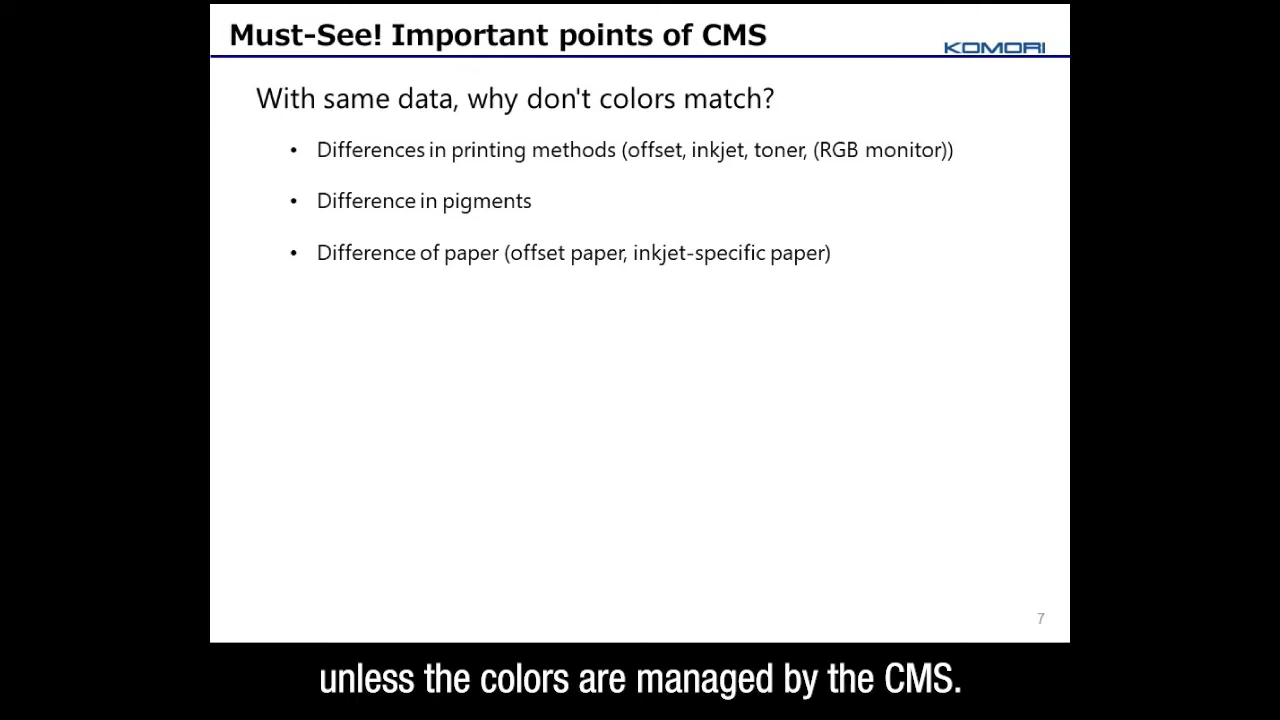 Must-See! Important points of CMS
KOMORI
With same data, why don't colors match?
• Differences in printing methods (offset, inkjet, toner, (RGB monitor))
• Difference in pigments
• Difference of paper (offset paper, inkjet-specific paper)
7
unless the colors are managed by the CMS.